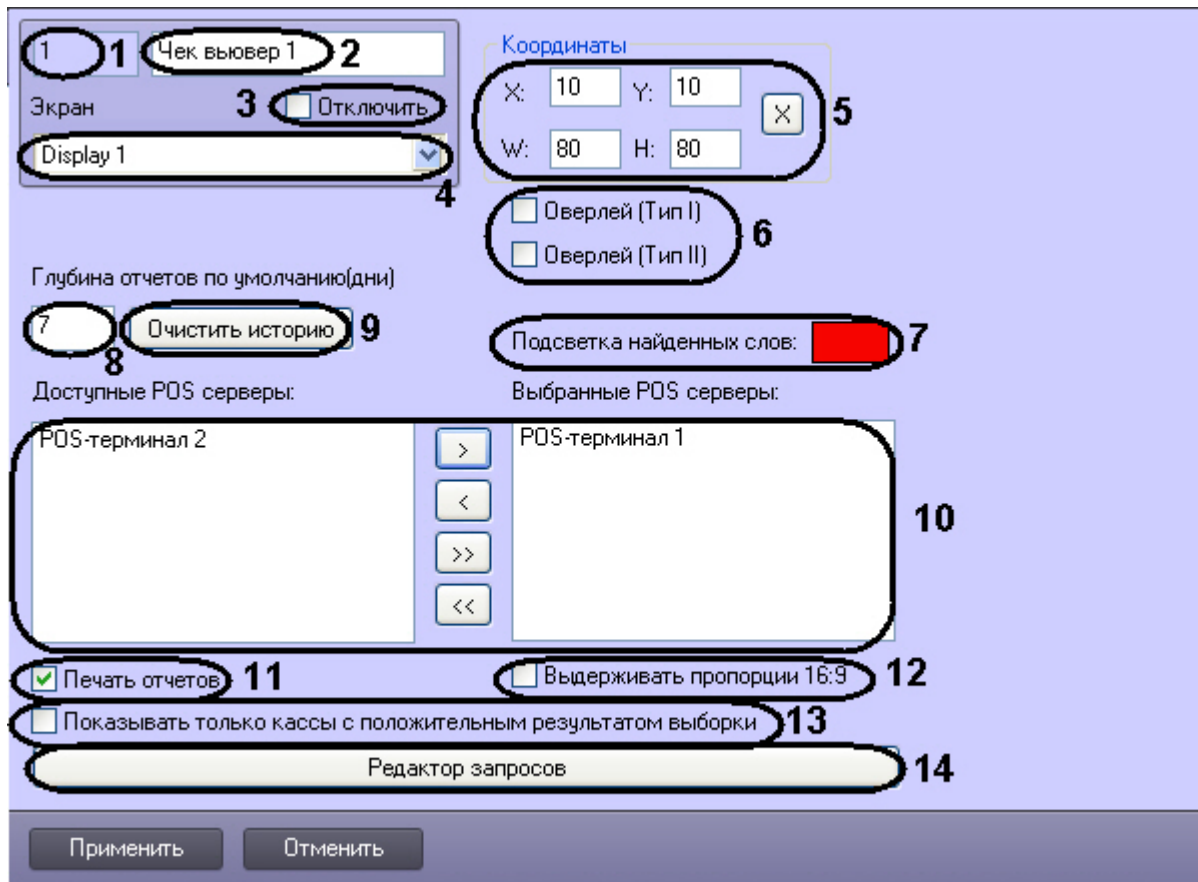 1 1 Чек вьювер 1 2
Экран 3 Отключить
Display 1
4
Координаты
X: 10 Y: 10
X 5
W: 80 H: 80
Оверлей (Тип I)
6
Оверлей (Тип II)
Глубина отчетов по умолчанию(дни)
7 Очистить историю 9
8
Подсветка найденных слов: 7
Доступные POS серверы: Выбранные POS серверы:
POS-терминал 2 > POS-терминал 1
<
10
>>
<<
Печать отчетов 11 Выдерживать пропорции 16:9 12
Показывать только кассы с положительным результатом выборки 13
Редактор запросов 14
Применить Отменить